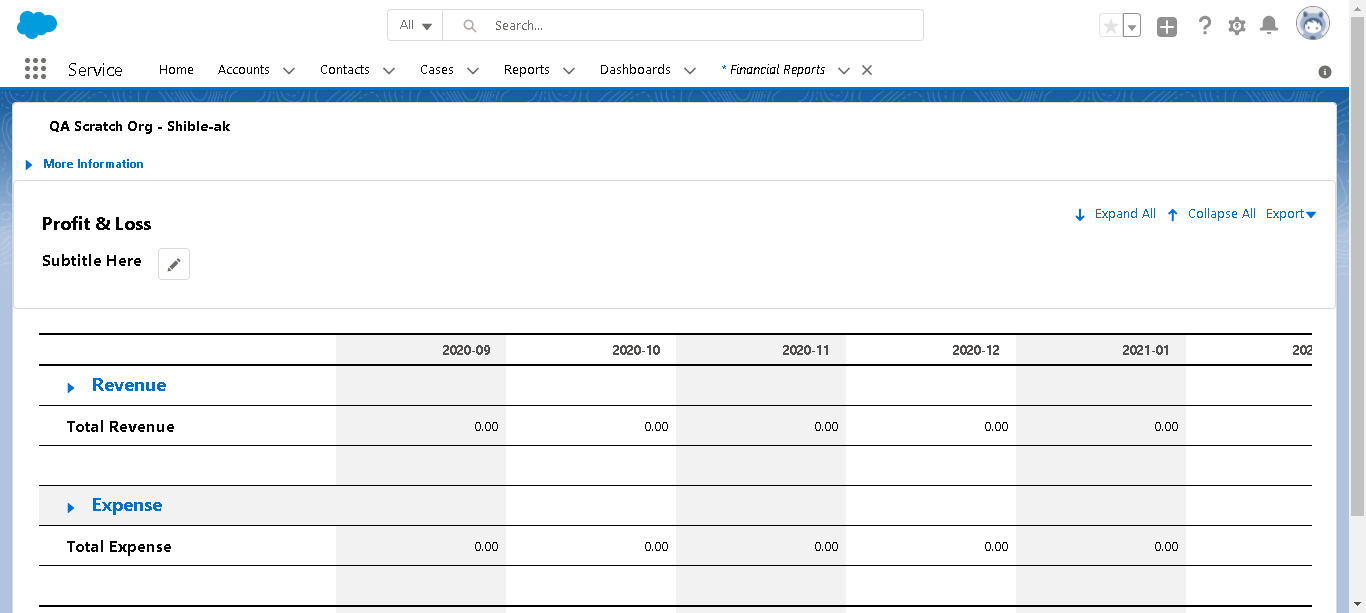 All Search...
Service Home Accounts Contacts Cases Reports Dashboards * Financial Reports
QA Scratch Org - Shible-ak
More Information
Expand All Collapse All Export
Profit & Loss
Subtitle Here
2020-09 2020-10 2020-11 2020-12 2021-01 202
Revenue
Total Revenue 0.00 0.00 0.00 0.00 0.00
Expense
Total Expense 0.00 0.00 0.00 0.00 0.00